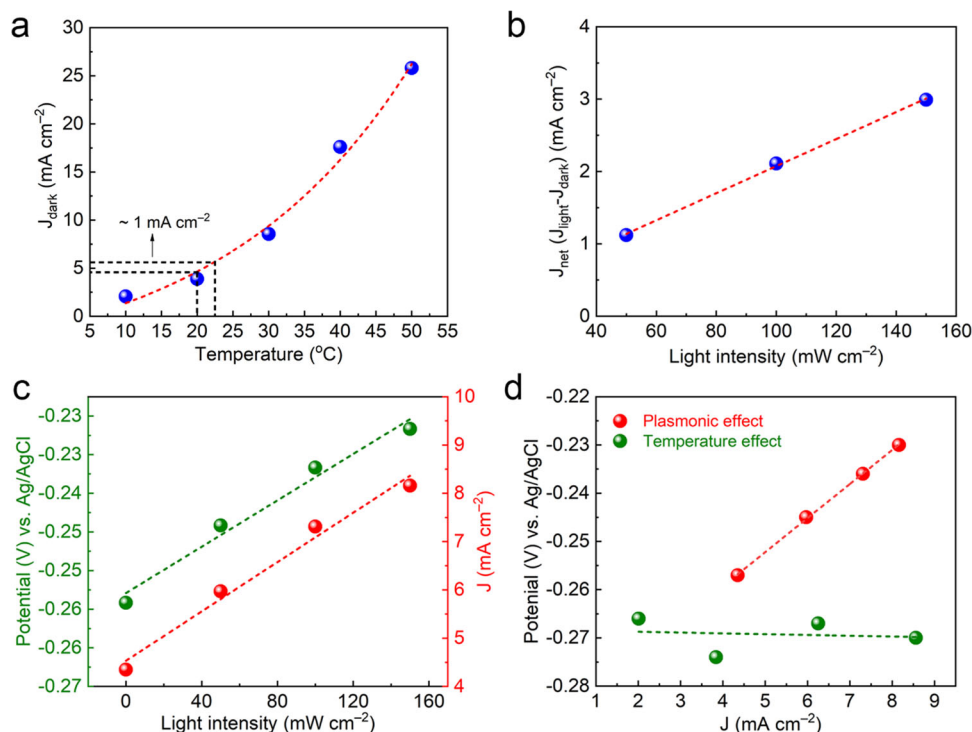 a
30
25
20
15
10
5
0
J_dark (mA cm⁻²)
~ 1 mA cm⁻²
5 10 15 20 25 30 35 40 45 50 55
Temperature (°C)
b
4
3
2
1
0
J_net (J_light-J_dark) (mA cm⁻²)
40 60 80 100 120 140 160
Light intensity (mW cm⁻²)
c
-0.23
-0.23
-0.24
-0.25
-0.25
-0.26
-0.26
-0.27
Potential (V) vs. Ag/AgCl
10
9
8
7
6
5
4
J (mA cm⁻²)
0 40 80 120 160
Light intensity (mW cm⁻²)
d
-0.22
-0.23
-0.24
-0.25
-0.26
-0.27
-0.28
Potenial (V) vs. Ag/AgCl
Plasmonic effect
Temperature effect
1 2 3 4 5 6 7 8 9
J (mA cm⁻²)